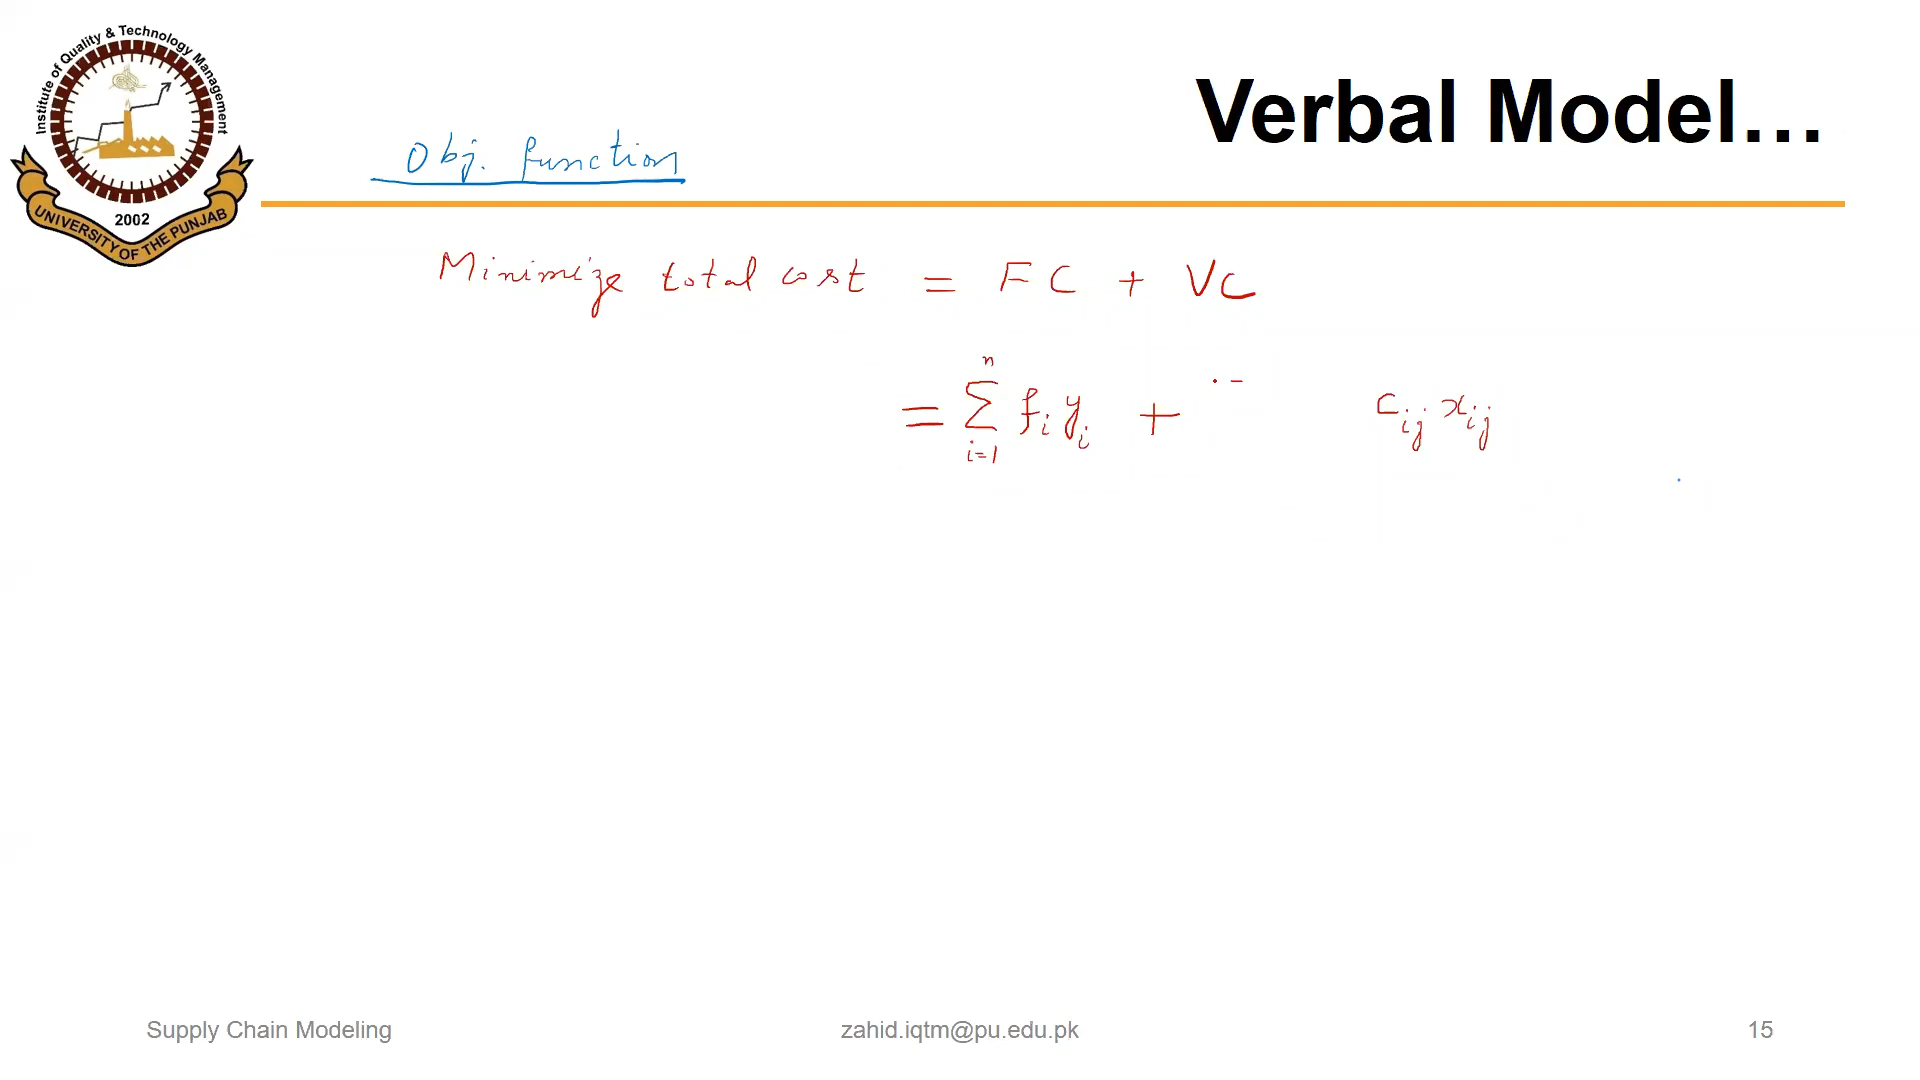 Institute of Quality & Technology Management
2002
UNIVERSITY OF THE PUNJAB
Verbal Model…
Obj. function
Minimize total cost = FC + VC
= ∑ⁿᵢ₌₁ fᵢ yᵢ + cᵢⱼ xᵢⱼ
Supply Chain Modeling
zahid.iqtm@pu.edu.pk
15